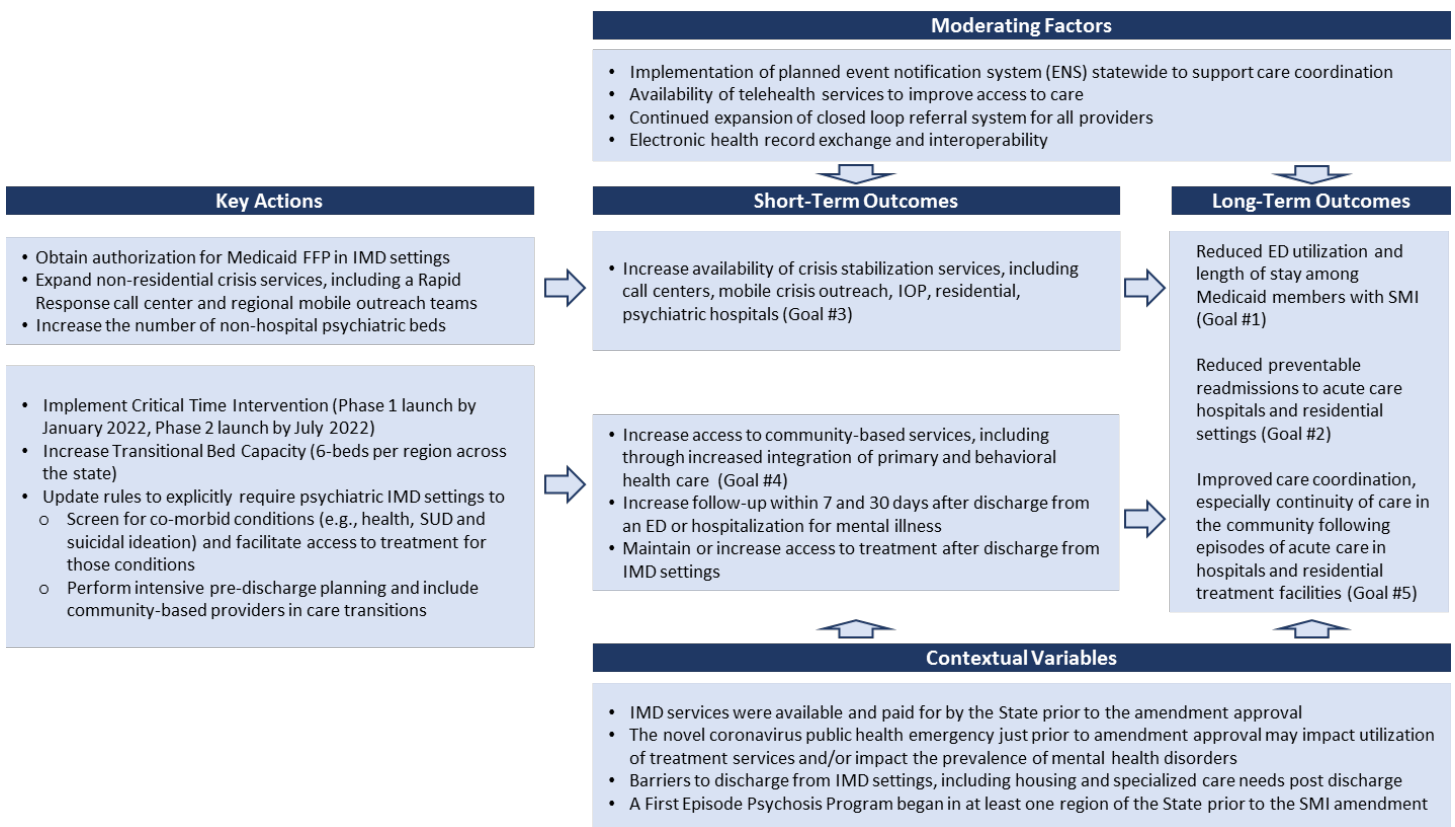 Moderating Factors
• Implementation of planned event notification system (ENS) statewide to support care coordination
• Availability of telehealth services to improve access to care
• Continued expansion of closed loop referral system for all providers
• Electronic health record exchange and interoperability
Key Actions
• Obtain authorization for Medicaid FFP in IMD settings
• Expand non-residential crisis services, including a Rapid
Response call center and regional mobile outreach teams
• Increase the number of non-hospital psychiatric beds
• Implement Critical Time Intervention (Phase 1 launch by
January 2022, Phase 2 launch by July 2022)
• Increase Transitional Bed Capacity (6-beds per region across
the state)
• Update rules to explicitly require psychiatric IMD settings to
o Screen for co-morbid conditions (e.g., health, SUD and
suicidal ideation) and facilitate access to treatment for
those conditions
o Perform intensive pre-discharge planning and include
community-based providers in care transitions
Short-Term Outcomes
• Increase availability of crisis stabilization services, including
call centers, mobile crisis outreach, IOP, residential,
psychiatric hospitals (Goal #3)
• Increase access to community-based services, including
through increased integration of primary and behavioral
health care (Goal #4)
• Increase follow-up within 7 and 30 days after discharge from
an ED or hospitalization for mental illness
• Maintain or increase access to treatment after discharge from
IMD settings
Long-Term Outcomes
Reduced ED utilization and
length of stay among
Medicaid members with SMI
(Goal #1)
Reduced preventable
readmissions to acute care
hospitals and residential
settings (Goal #2)
Improved care coordination,
especially continuity of care in
the community following
episodes of acute care in
hospitals and residential
treatment facilities (Goal #5)
Contextual Variables
• IMD services were available and paid for by the State prior to the amendment approval
• The novel coronavirus public health emergency just prior to amendment approval may impact utilization
of treatment services and/or impact the prevalence of mental health disorders
• Barriers to discharge from IMD settings, including housing and specialized care needs post discharge
• A First Episode Psychosis Program began in at least one region of the State prior to the SMI amendment